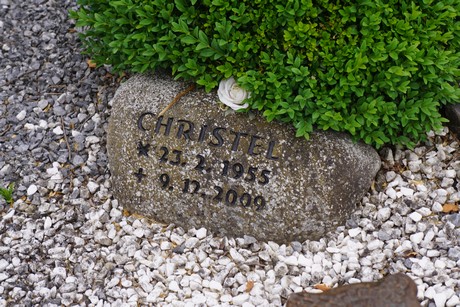 CHRISTEL
* 23. 2. 1955
+ 9. 12. 2009